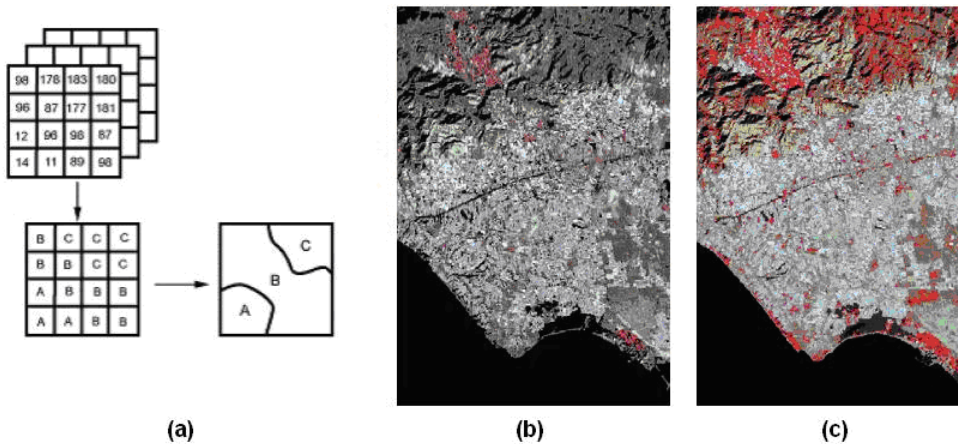 98 178 183 180
96 87 177 181
12 96 98 87
14 11 89 98
B C C C
B B C C
A B B B
A A B B
C
B
A
(a)
(b)
(c)